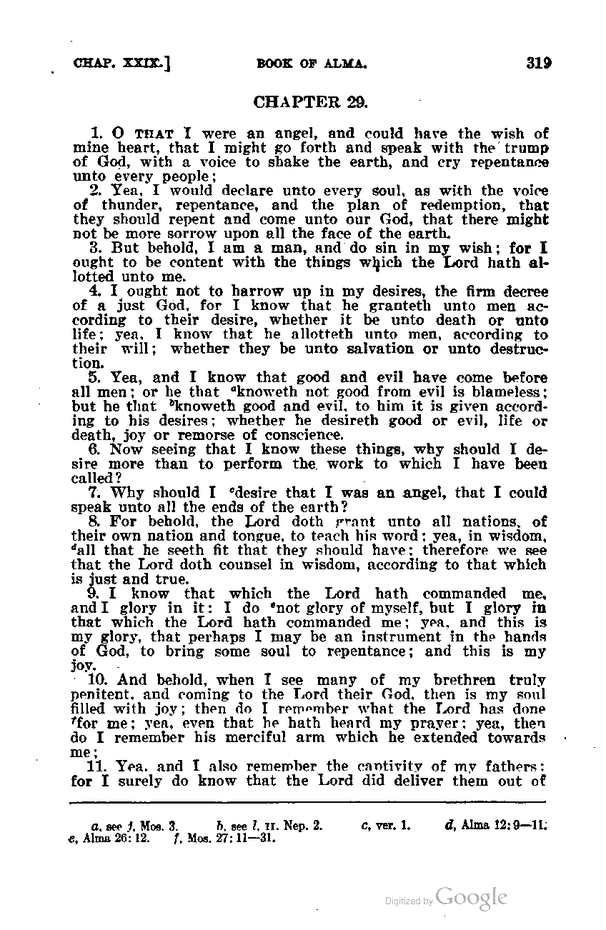 CHAP. XXIX.] BOOK OF ALMA. 319
CHAPTER 29.
1. O THAT I were an angel, and could have the wish of
mine heart, that I might go forth and speak with the trump
of God, with a voice to shake the earth, and cry repentance
unto every people;
2. Yea, I would declare unto every soul, as with the voice
of thunder, repentance, and the plan of redemption, that
they should repent and come unto our God, that there might
not be more sorrow upon all the face of the earth.
3. But behold, I am a man, and do sin in my wish; for I
ought to be content with the things which the Lord hath al-
lotted unto me.
4. I ought not to harrow up in my desires, the firm decree
of a just God, for I know that he granteth unto men ac-
cording to their desire, whether it be unto death or unto
life; yea, I know that he allotteth unto men, according to
their will; whether they be unto salvation or unto destruc-
tion.
5. Yea, and I know that good and evil have come before
all men; or he that aknoweth not good from evil is blameless;
but he that bknoweth good and evil, to him it is given accord-
ing to his desires; whether he desireth good or evil, life or
death, joy or remorse of conscience.
6. Now seeing that I know these things, why should I de-
sire more than to perform the work to which I have been
called?
7. Why should I cdesire that I was an angel, that I could
speak unto all the ends of the earth?
8. For behold, the Lord doth grant unto all nations, of
their own nation and tongue, to teach his word; yea, in wisdom,
dall that he seeth fit that they should have; therefore we see
that the Lord doth counsel in wisdom, according to that which
is just and true.
9. I know that which the Lord hath commanded me,
and I glory in it: I do enot glory of myself, but I glory in
that which the Lord hath commanded me; yea, and this is
my glory, that perhaps I may be an instrument in the hands
of God, to bring some soul to repentance; and this is my
joy.
10. And behold, when I see many of my brethren truly
penitent, and coming to the Lord their God, then is my soul
filled with joy; then do I remember what the Lord has done
ffor me; yea, even that he hath heard my prayer; yea, then
do I remember his merciful arm which he extended towards
me;
11. Yea, and I also remember the captivity of my fathers;
for I surely do know that the Lord did deliver them out of
a, see f, Mos. 3. b, see l, II. Nep. 2. c, ver. 1. d, Alma 12:9—11.
e, Alma 26:12. f, Mos. 27:11—31.
Digitized by Google